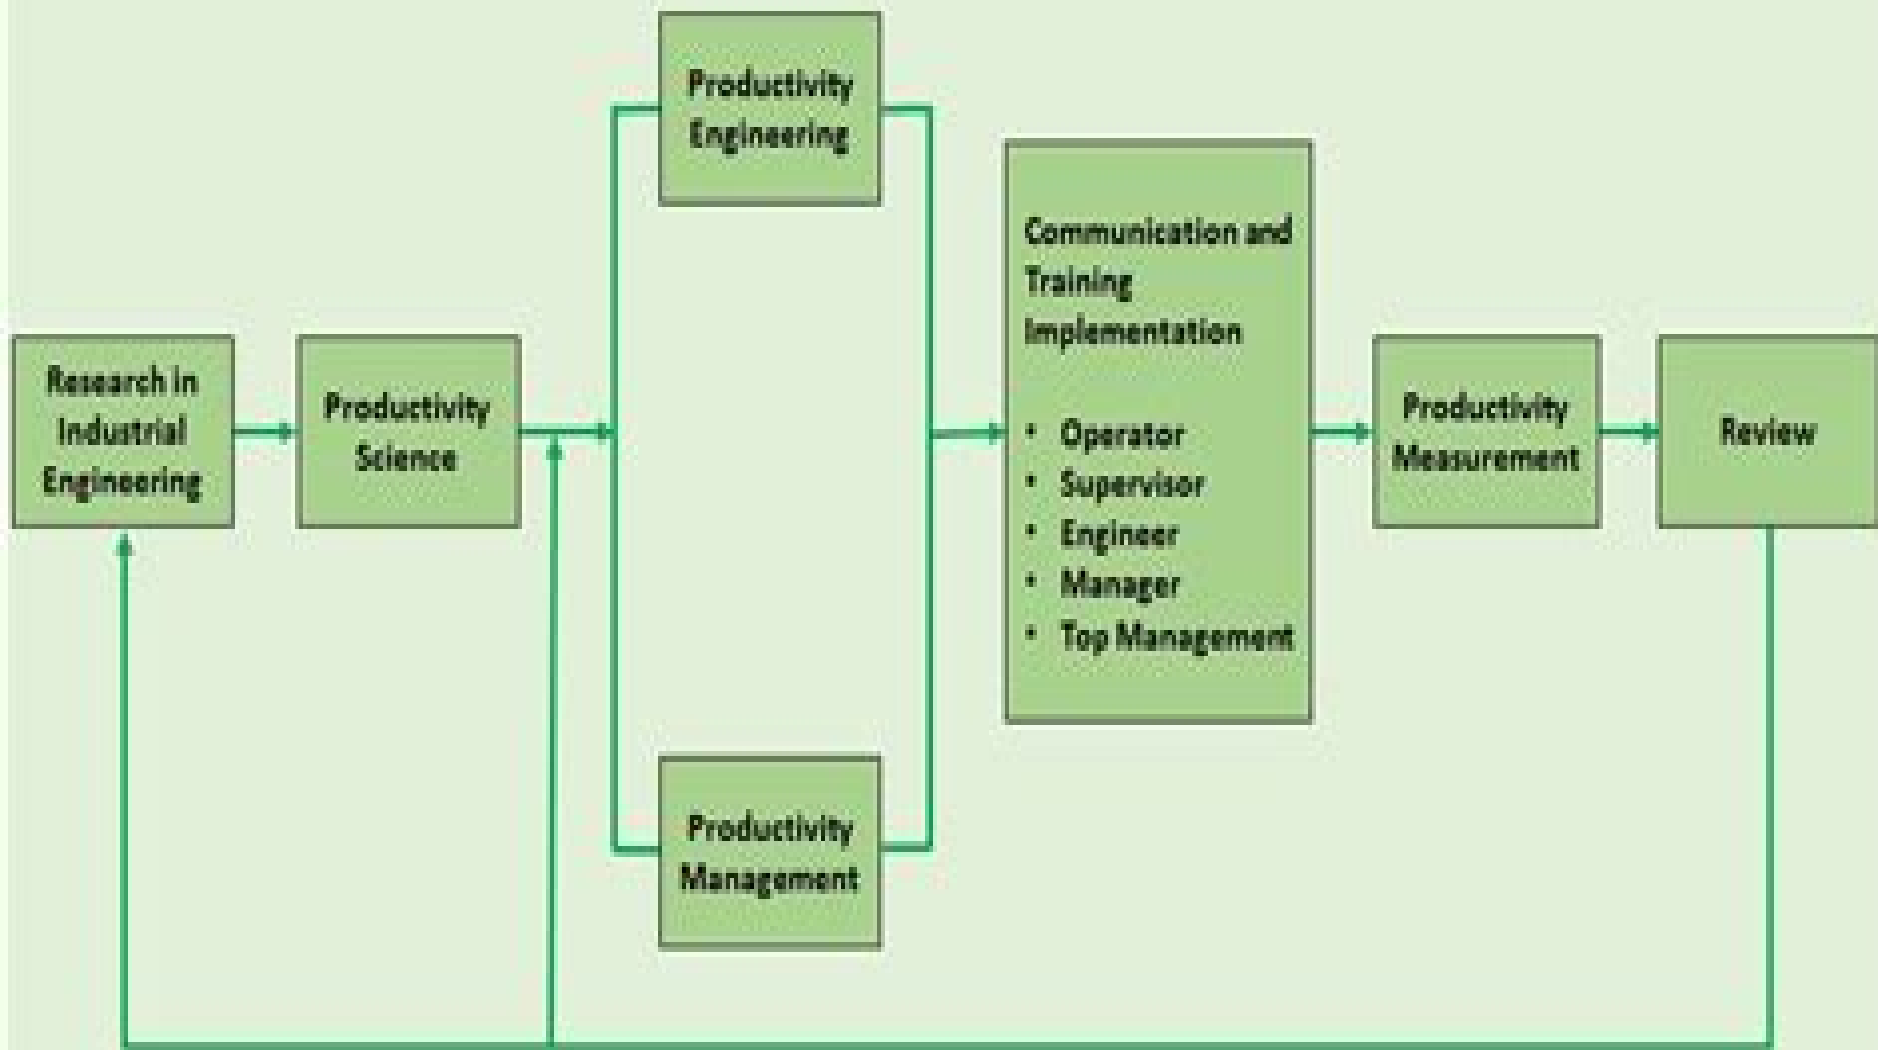 Research in
Industrial
Engineering
Productivity
Science
Productivity
Engineering
Productivity
Management
Communication and
Training
Implementation
• Operator
• Supervisor
• Engineer
• Manager
• Top Management
Productivity
Measurement
Review